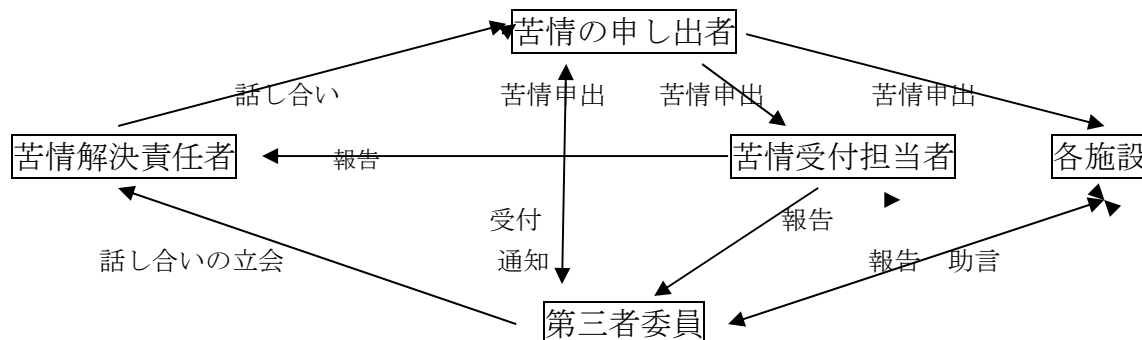 苦情の申し出者
話し合い
苦情申出
苦情申出
苦情申出
苦情解決責任者
報告
苦情受付担当者
各施設
受付
報告
話し合いの立会
通知
報告　助言
第三者委員